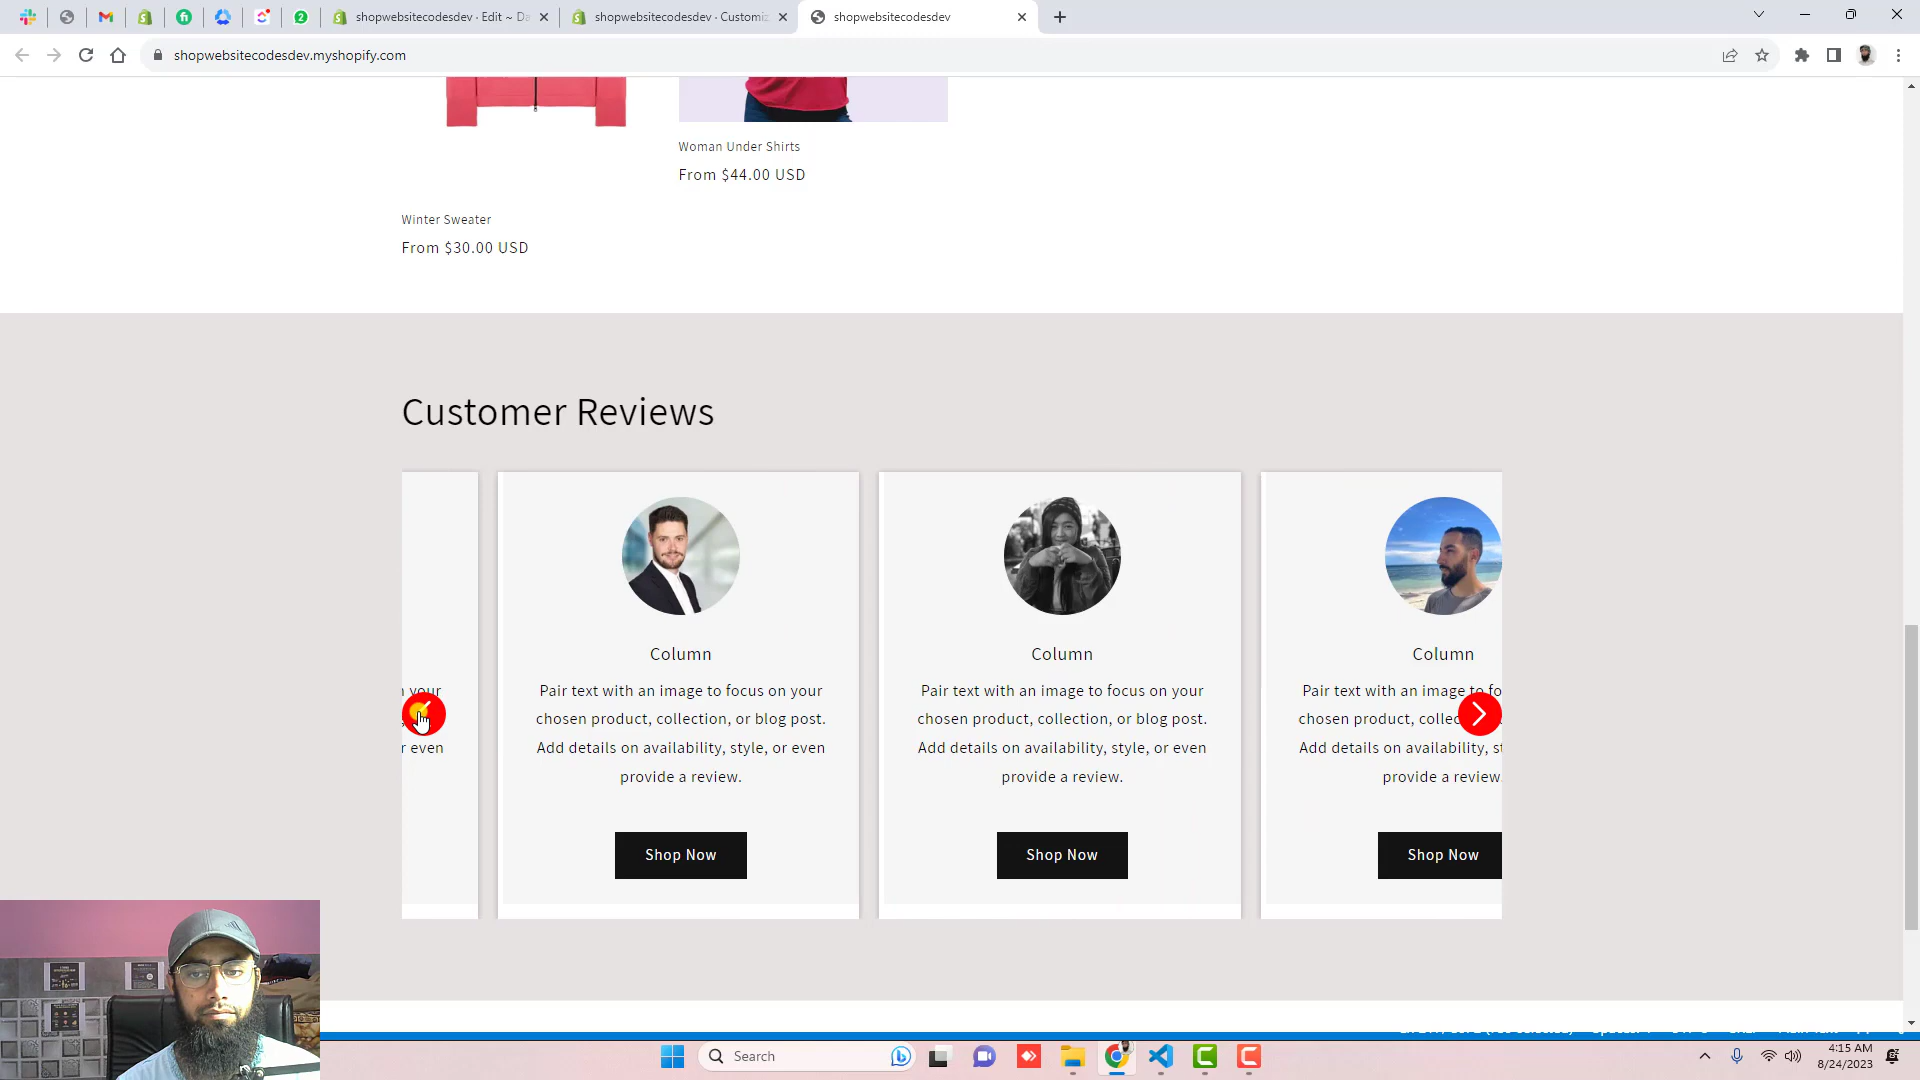 shopwebsitecodesdev · Edit ~ Da
shopwebsitecodesdev · Customiz
shopwebsitecodesdev
shopwebsitecodesdev.myshopify.com
Woman Under Shirts
From $44.00 USD
Winter Sweater
From $30.00 USD
Customer Reviews
Column
Column
Column
your
Pair text with an image to focus on your
Pair text with an image to fo
Pair text with an image to focus on your
chosen product, collection, or blog post.
chosen product, collection, or blog post.
chosen product, colle
r even
Add details on availability, style, or even
Add details on availability, style, or even
Add details on availability, st
provide a review.
provide a review.
provide a review.
Shop Now
Shop Now
Shop Now
Search
4:15 AM
8/24/2023